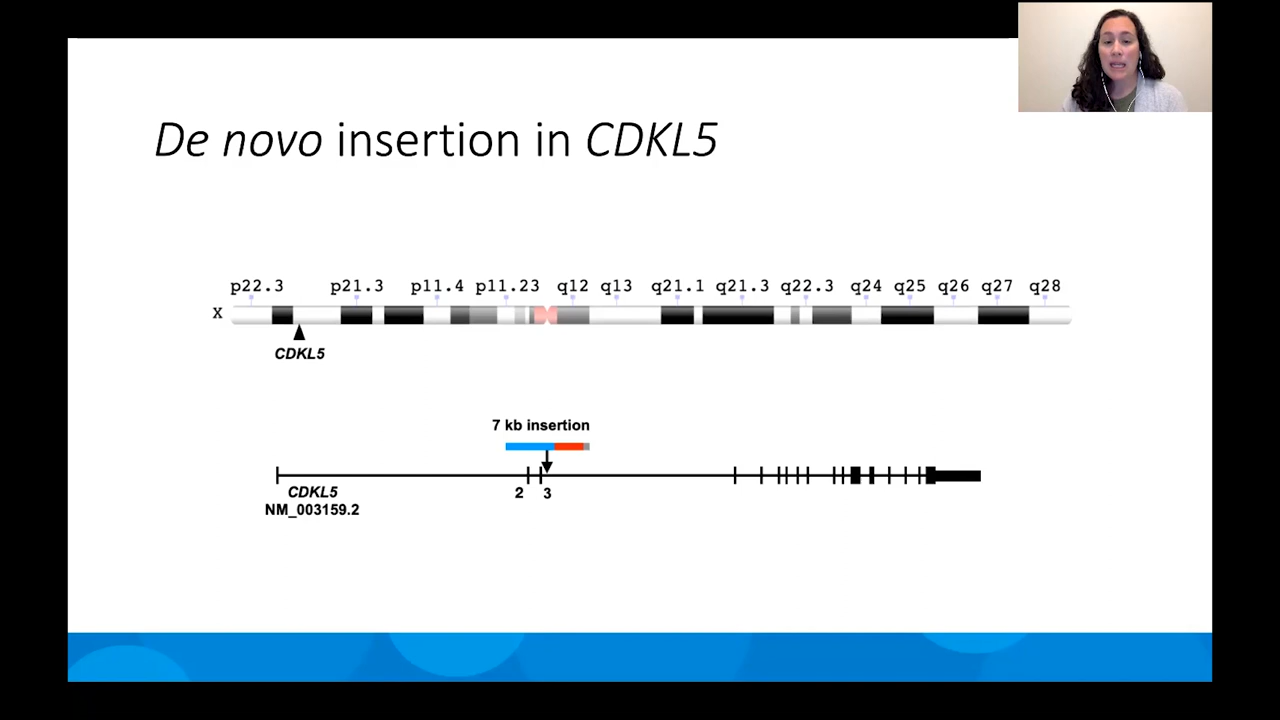 De novo insertion in CDKL5
p22.3 p21.3 p11.4 p11.23 q12 q13 q21.1 q21.3 q22.3 q24 q25 q26 q27 q28
X
CDKL5
7 kb insertion
CDKL5
2 3
NM_003159.2